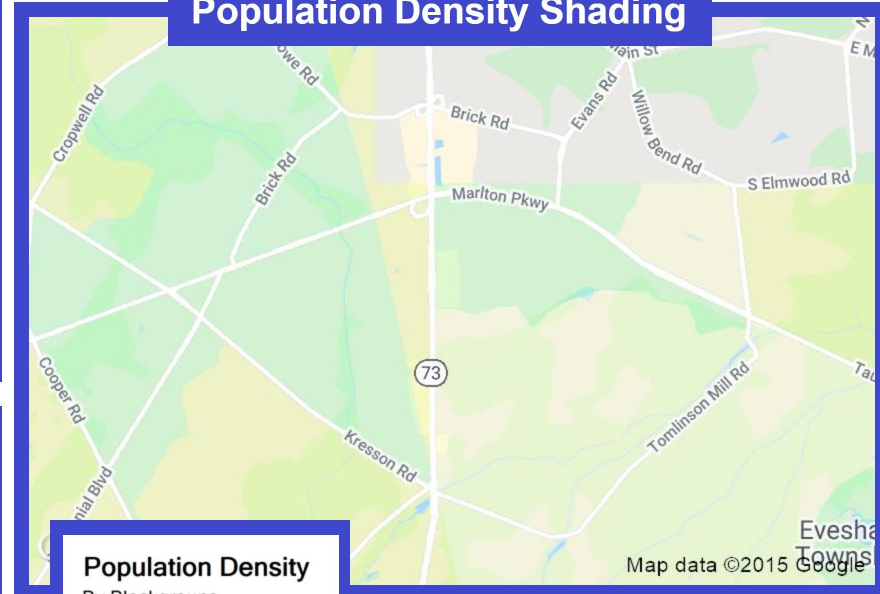 Population Density Shading
Main St
E M
N
owe Rd
Cropwell Rd
Brick Rd
Evans Rd
Willow Bend Rd
Brick Rd
S Elmwood Rd
Marlton Pkwy
73
Cooper Rd
Tau
Tomlinson Mill Rd
Kresson Rd
nial Blvd
Evesha
Towns
Map data ©2015 Google
Population Density